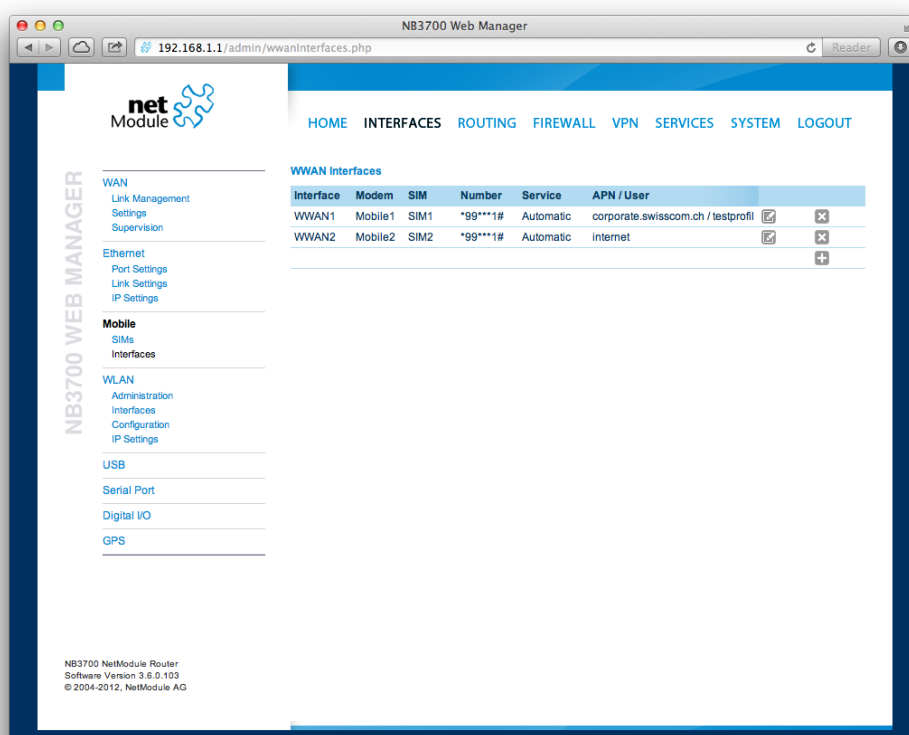 NB3700 Web Manager
192.168.1.1/admin/wwanInterfaces.php
Reader
net
Module
HOME INTERFACES ROUTING FIREWALL VPN SERVICES SYSTEM LOGOUT
NB3700 WEB MANAGER
WAN
Link Management
Settings
Supervision
Ethernet
Port Settings
Link Settings
IP Settings
Mobile
SIMs
Interfaces
WLAN
Administration
Interfaces
Configuration
IP Settings
USB
Serial Port
Digital I/O
GPS
WWAN Interfaces
Interface Modem SIM Number Service APN / User
WWAN1 Mobile1 SIM1 *99***1# Automatic corporate.swisscom.ch / testprofil
WWAN2 Mobile2 SIM2 *99***1# Automatic internet
NB3700 NetModule Router
Software Version 3.6.0.103
© 2004-2012, NetModule AG